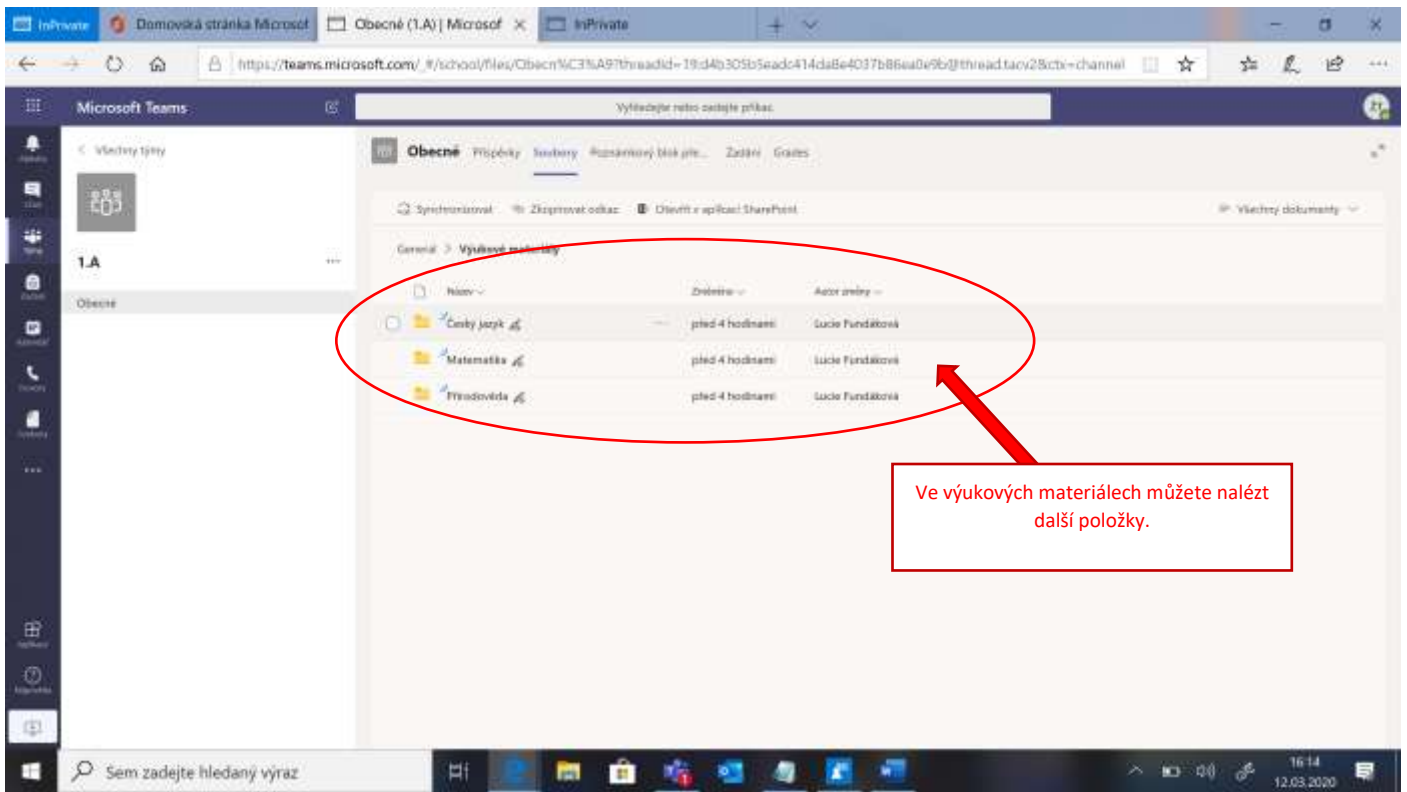 InPrivate
Domovská stránka Microsof
Obecné (1.A) | Microsof
InPrivate
https://teams.microsoft.com/_#/school/files/Obecn%C3%A9?threadId=19:d4b305b5eadc414da8e4037b86ea0e9b@thread.tacv2&ctx=channel
Microsoft Teams
Vyhledejte nebo zadejte příkaz.
Všechny týmy
Obecné Příspěvky Soubory Poznámkový blok pře... Zadání Grades
Synchronizovat Zkopírovat odkaz Otevřít v aplikaci SharePoint
Všechny dokumenty
General > Výukové materiály
1.A
Obecné
Název Změněno Autor změny
Český jazyk před 4 hodinami Lucie Fundáková
Matematika před 4 hodinami Lucie Fundáková
Přírodověda před 4 hodinami Lucie Fundáková
Ve výukových materiálech můžete nalézt
další položky.
Sem zadejte hledaný výraz
16:14
12.03.2020